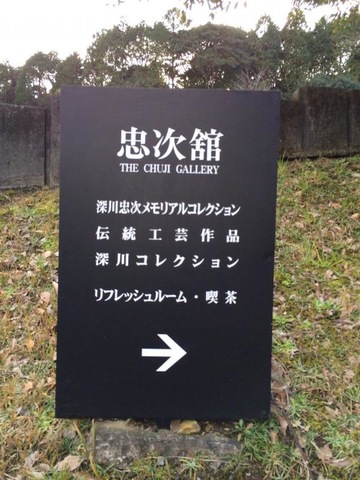 忠次舘
THE CHUJI GALLERY
深川忠次メモリアルコレクション
伝統工芸作品
深川コレクション
リフレッシュルーム・喫茶